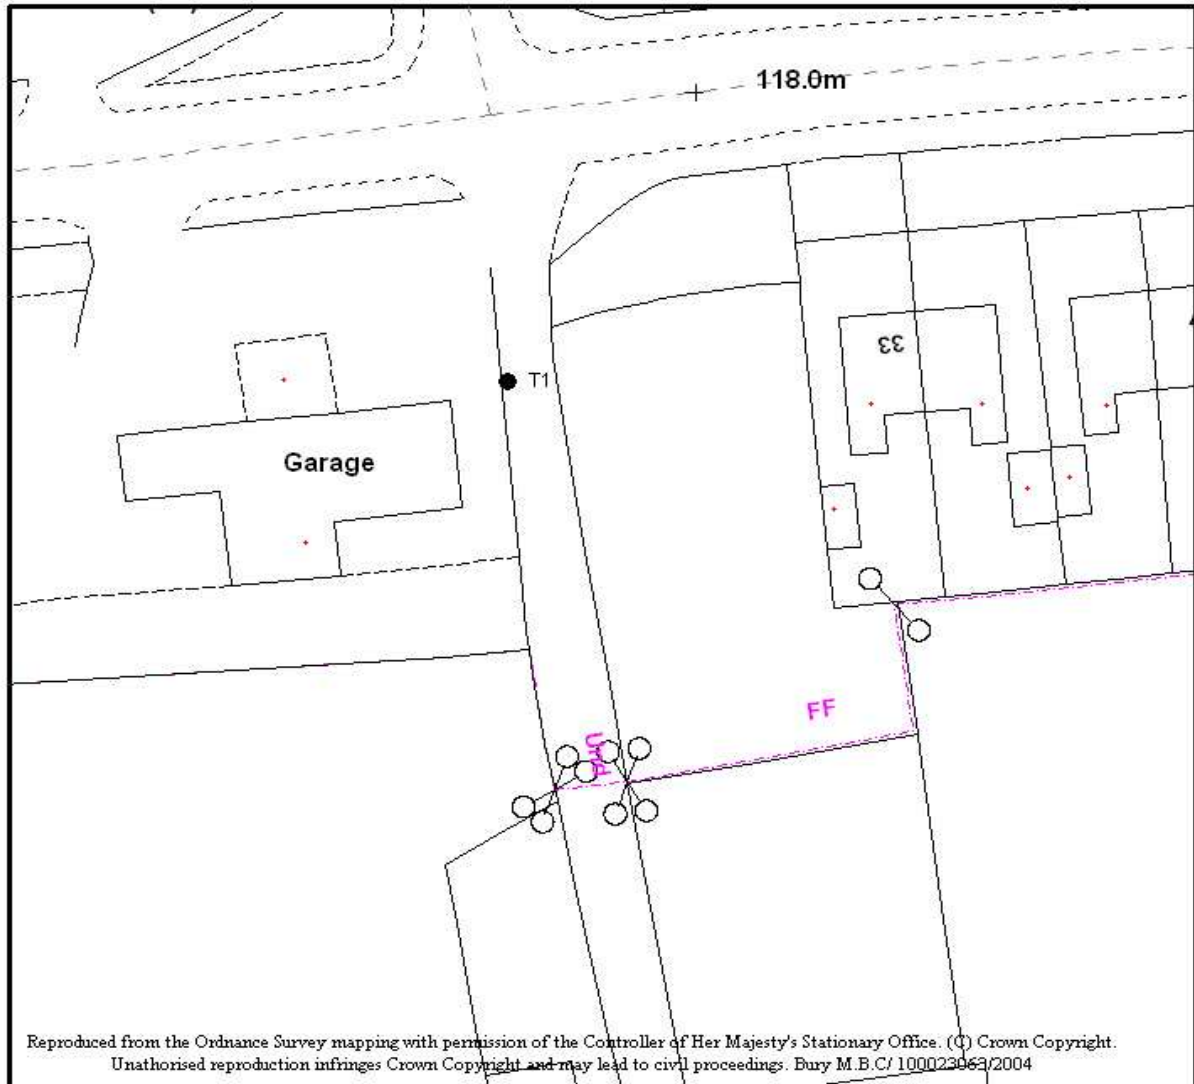 118.0m
33
T1
Garage
FF
Und
Reproduced from the Ordnance Survey mapping with permission of the Controller of Her Majesty's Stationary Office. (C) Crown Copyright.
Unathorised reproduction infringes Crown Copyright and may lead to civil proceedings. Bury M.B.C/ 100023063/2004